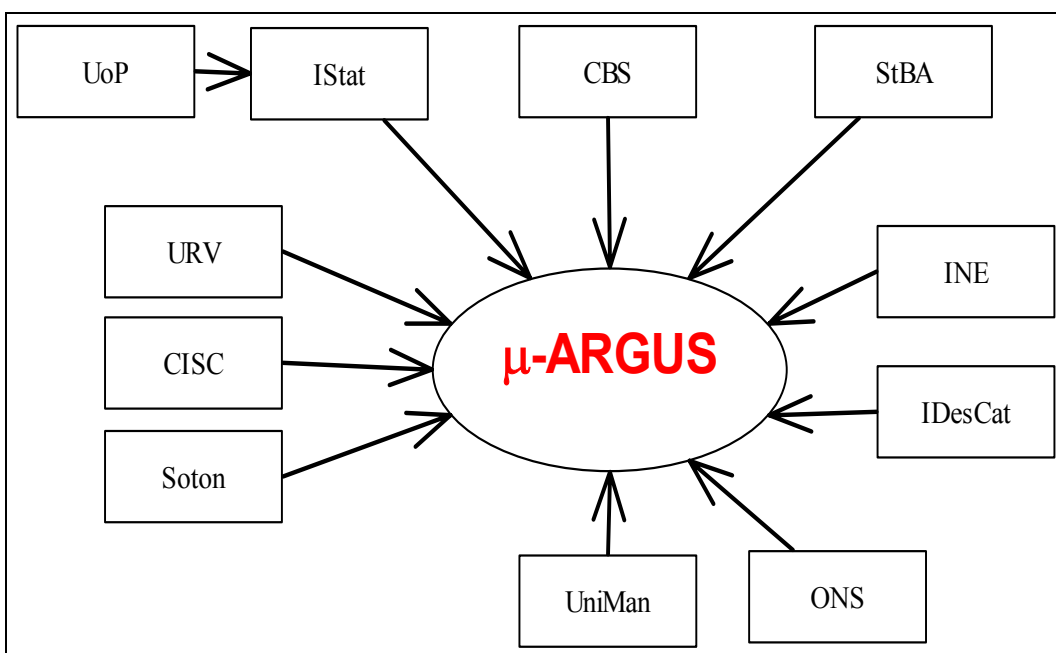 UoP
IStat
CBS
StBA
URV
INE
CISC
μ-ARGUS
IDesCat
Soton
UniMan
ONS